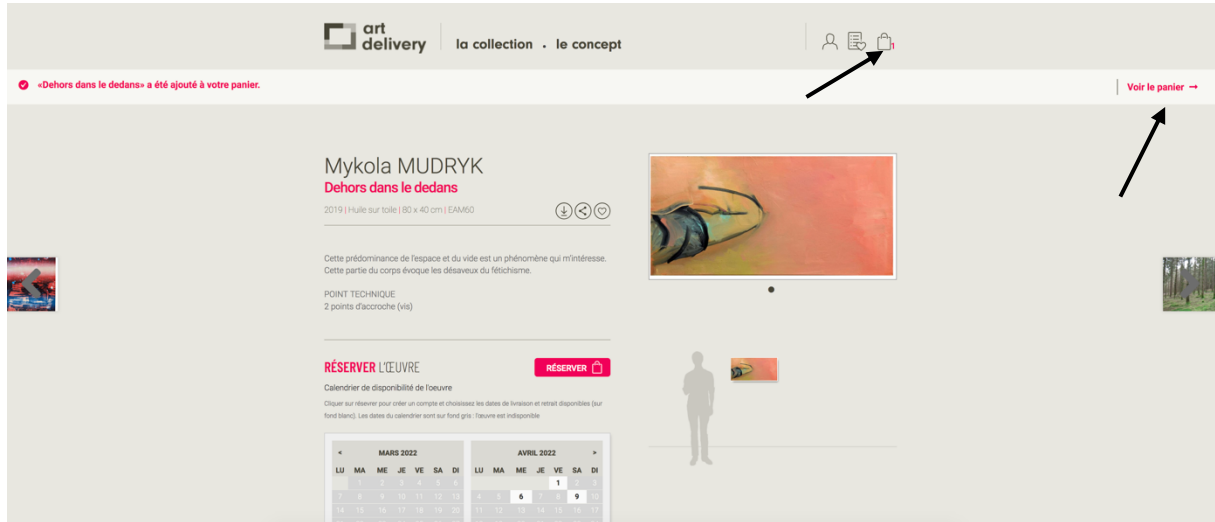 art
delivery
la collection . le concept
1
«Dehors dans le dedans» a été ajouté à votre panier.
Voir le panier →
Mykola MUDRYK
Dehors dans le dedans
2019 | Huile sur toile | 80 x 40 cm | EAM60
Cette prédominance de l'espace et du vide est un phénomène qui m'intéresse.
Cette partie du corps évoque les désaveux du fétichisme.
POINT TECHNIQUE
2 points d'accroche (vis)
RÉSERVER L'ŒUVRE
RÉSERVER
Calendrier de disponibilité de l'oeuvre
Cliquer sur réserver pour créer un compte et choisissez les dates de livraison et retrait disponibles (sur
fond blanc). Les dates du calendrier sont sur fond gris : l'œuvre est indisponible
< MARS 2022
LU MA ME JE VE SA DI
1 2 3 4 5 6
7 8 9 10 11 12 13
14 15 16 17 18 19 20
AVRIL 2022 >
LU MA ME JE VE SA DI
1 2 3
4 5 6 7 8 9 10
11 12 13 14 15 16 17